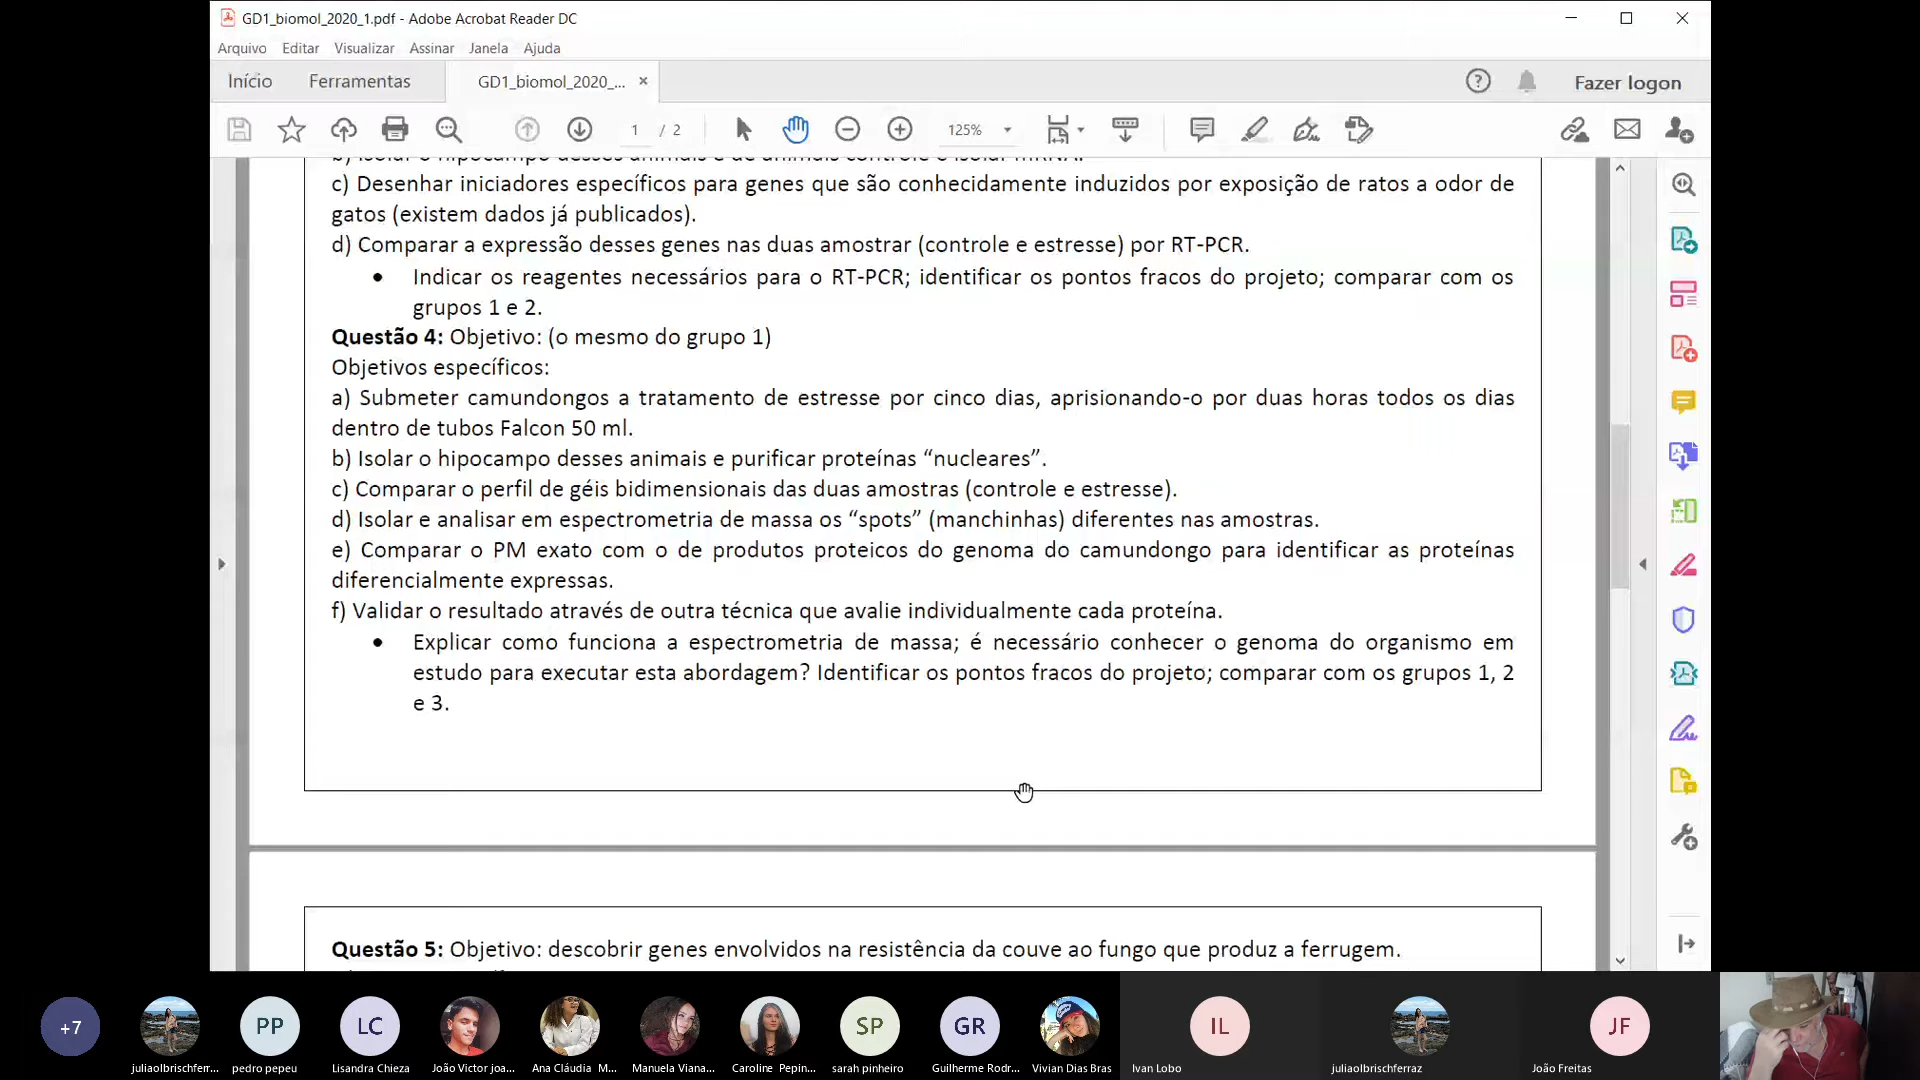 GD1_biomol_2020_1.pdf - Adobe Acrobat Reader DC
Arquivo Editar Visualizar Assinar Janela Ajuda
Início Ferramentas GD1_biomol_2020_... × Fazer logon
1 / 2 125%
b) Isolar o hipocampo desses animais e de animais controle e isolar mRNA.
c) Desenhar iniciadores específicos para genes que são conhecidamente induzidos por exposição de ratos a odor de
gatos (existem dados já publicados).
d) Comparar a expressão desses genes nas duas amostrar (controle e estresse) por RT-PCR.
• Indicar os reagentes necessários para o RT-PCR; identificar os pontos fracos do projeto; comparar com os
grupos 1 e 2.
Questão 4: Objetivo: (o mesmo do grupo 1)
Objetivos específicos:
a) Submeter camundongos a tratamento de estresse por cinco dias, aprisionando-o por duas horas todos os dias
dentro de tubos Falcon 50 ml.
b) Isolar o hipocampo desses animais e purificar proteínas “nucleares”.
c) Comparar o perfil de géis bidimensionais das duas amostras (controle e estresse).
d) Isolar e analisar em espectrometria de massa os “spots” (manchinhas) diferentes nas amostras.
e) Comparar o PM exato com o de produtos proteicos do genoma do camundongo para identificar as proteínas
diferencialmente expressas.
f) Validar o resultado através de outra técnica que avalie individualmente cada proteína.
• Explicar como funciona a espectrometria de massa; é necessário conhecer o genoma do organismo em
estudo para executar esta abordagem? Identificar os pontos fracos do projeto; comparar com os grupos 1, 2
e 3.
Questão 5: Objetivo: descobrir genes envolvidos na resistência da couve ao fungo que produz a ferrugem.
+7 PP LC SP GR IL JF
juliaolbrischferr... pedro pepeu Lisandra Chieza João Victor joa... Ana Cláudia M... Manuela Viana... Caroline Pepin... sarah pinheiro Guilherme Rodr... Vivian Dias Bras Ivan Lobo juliaolbrischferraz João Freitas